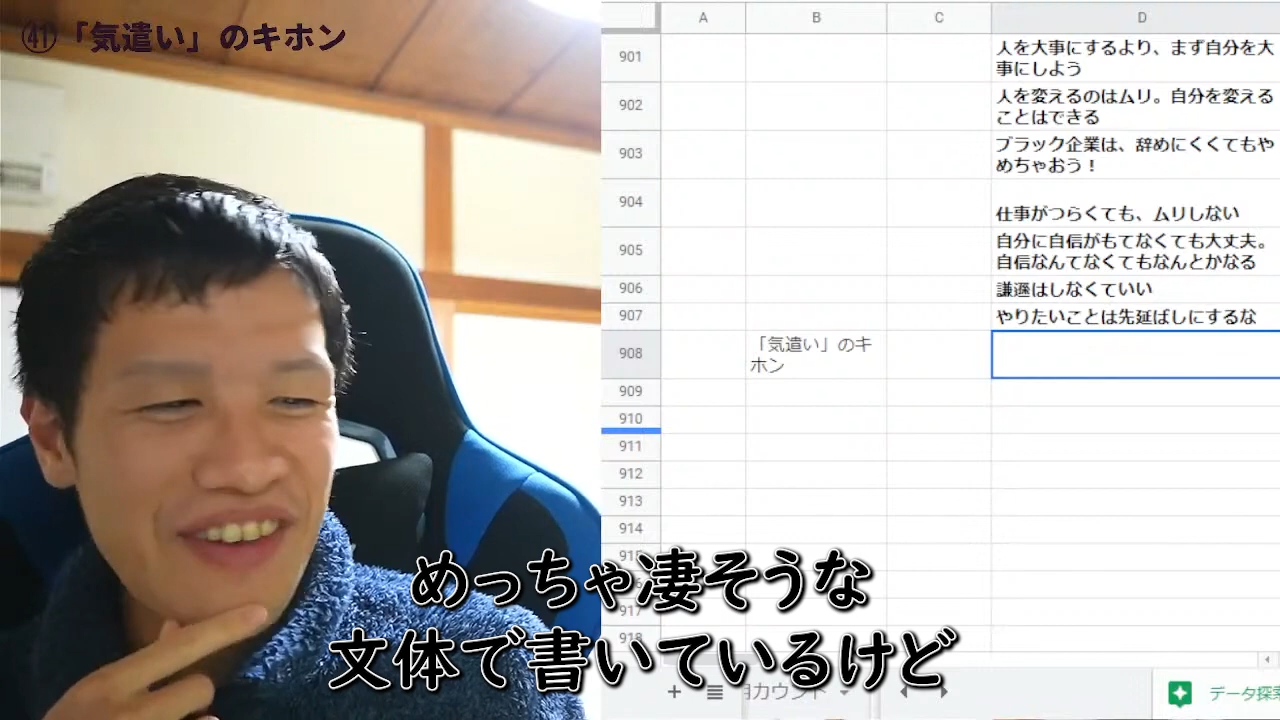 ㊶「気遣い」のキホン
A B C D
901 人を大事にするより、まず自分を大
事にしよう
902 人を変えるのはムリ。自分を変える
ことはできる
903 ブラック企業は、辞めにくくてもや
めちゃおう！
904 仕事がつらくても、ムリしない
905 自分に自信がもてなくても大丈夫。
自信なんてなくてもなんとかなる
906 謙遜はしなくていい
907 やりたいことは先延ばしにするな
908 「気遣い」のキ
ホン
909
910
911
912
913
914
917
918
めっちゃ凄そうな
文体で書いているけど
カウント
データ探索